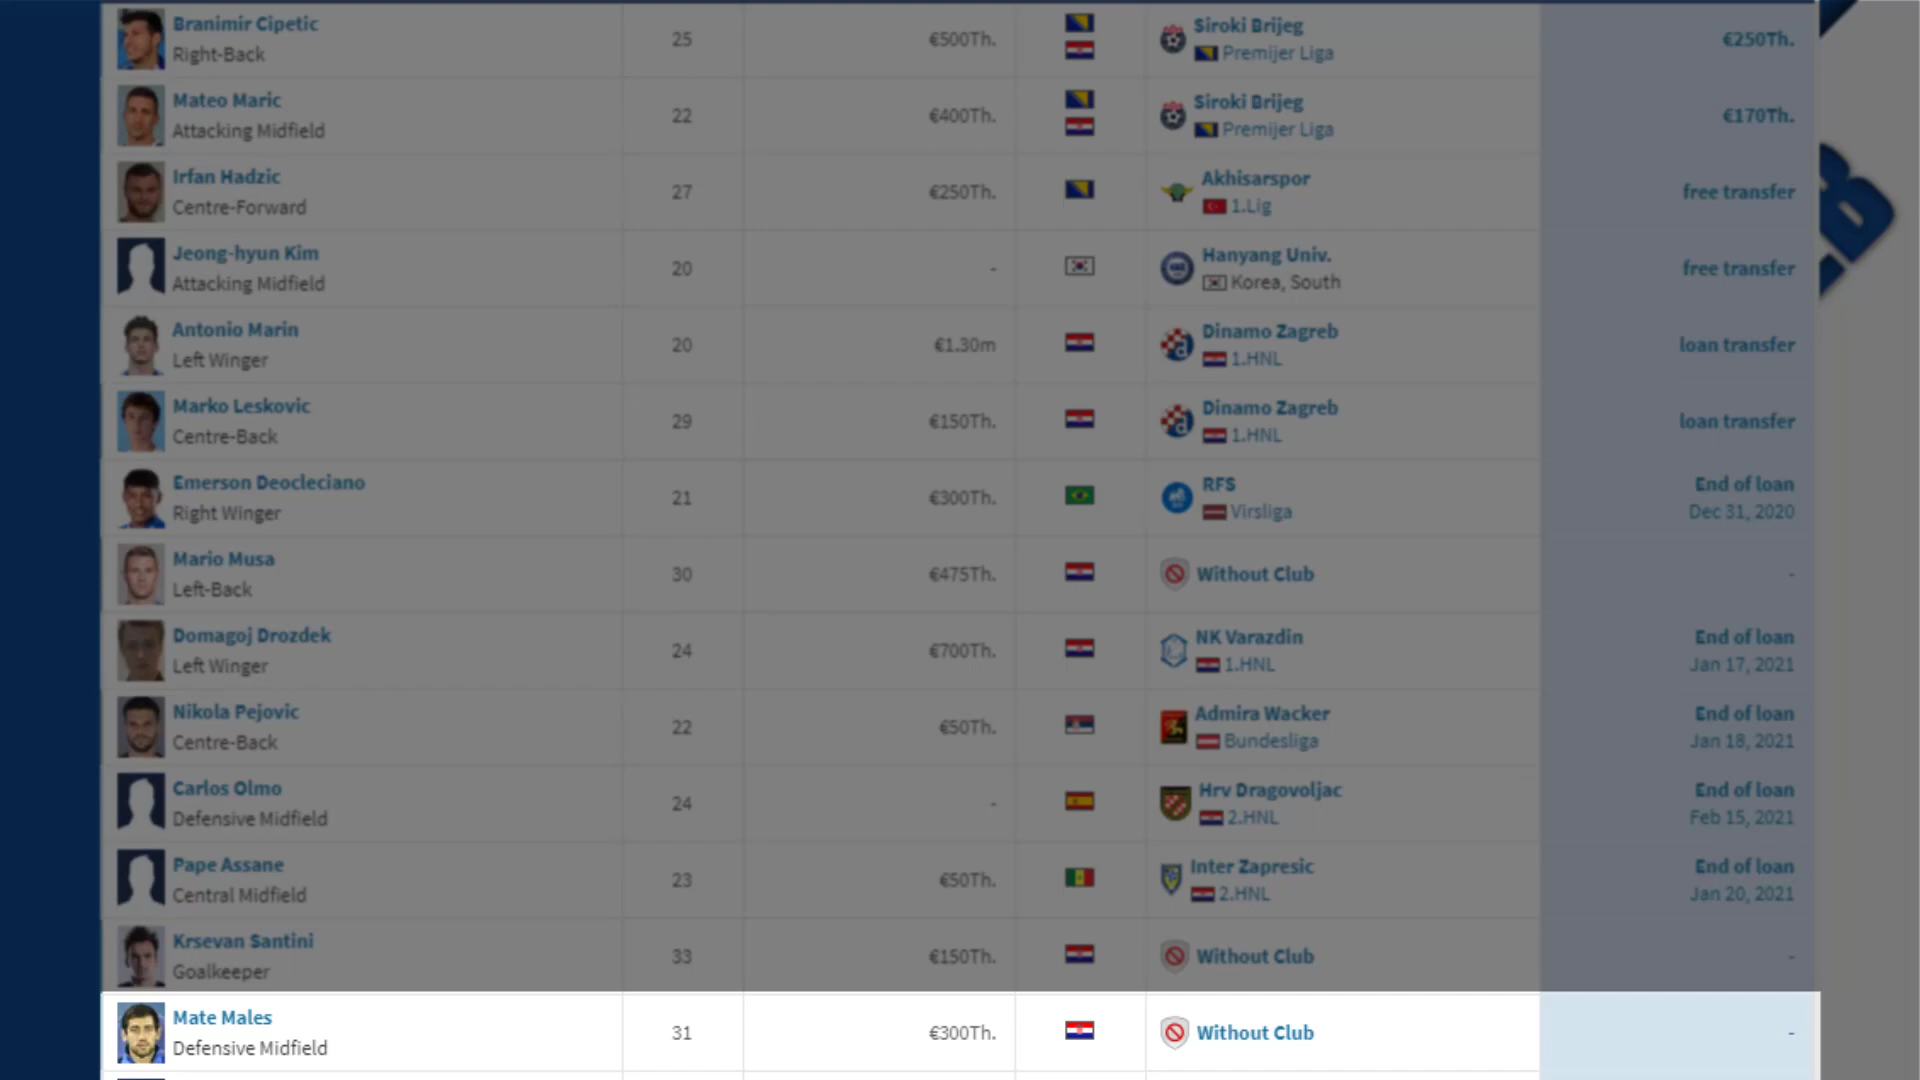 Branimir Cipetic
Right-Back
25
€500Th.
Siroki Brijeg
Premijer Liga
€250Th.
Mateo Maric
Attacking Midfield
22
€400Th.
Siroki Brijeg
Premijer Liga
€170Th.
Irfan Hadzic
Centre-Forward
27
€250Th.
Akhisarspor
1.Lig
free transfer
Jeong-hyun Kim
Attacking Midfield
20
-
Hanyang Univ.
Korea, South
free transfer
Antonio Marin
Left Winger
20
€1.30m
Dinamo Zagreb
1.HNL
loan transfer
Marko Leskovic
Centre-Back
29
€150Th.
Dinamo Zagreb
1.HNL
loan transfer
Emerson Deocleciano
Right Winger
21
€300Th.
RFS
Virsliga
End of loan
Dec 31, 2020
Mario Musa
Left-Back
30
€475Th.
Without Club
-
Domagoj Drozdek
Left Winger
24
€700Th.
NK Varazdin
1.HNL
End of loan
Jan 17, 2021
Nikola Pejovic
Centre-Back
22
€50Th.
Admira Wacker
Bundesliga
End of loan
Jan 18, 2021
Carlos Olmo
Defensive Midfield
24
-
Hrv Dragovoljac
2.HNL
End of loan
Feb 15, 2021
Pape Assane
Central Midfield
23
€50Th.
Inter Zapresic
2.HNL
End of loan
Jan 20, 2021
Krsevan Santini
Goalkeeper
33
€150Th.
Without Club
-
Mate Males
Defensive Midfield
31
€300Th.
Without Club
-